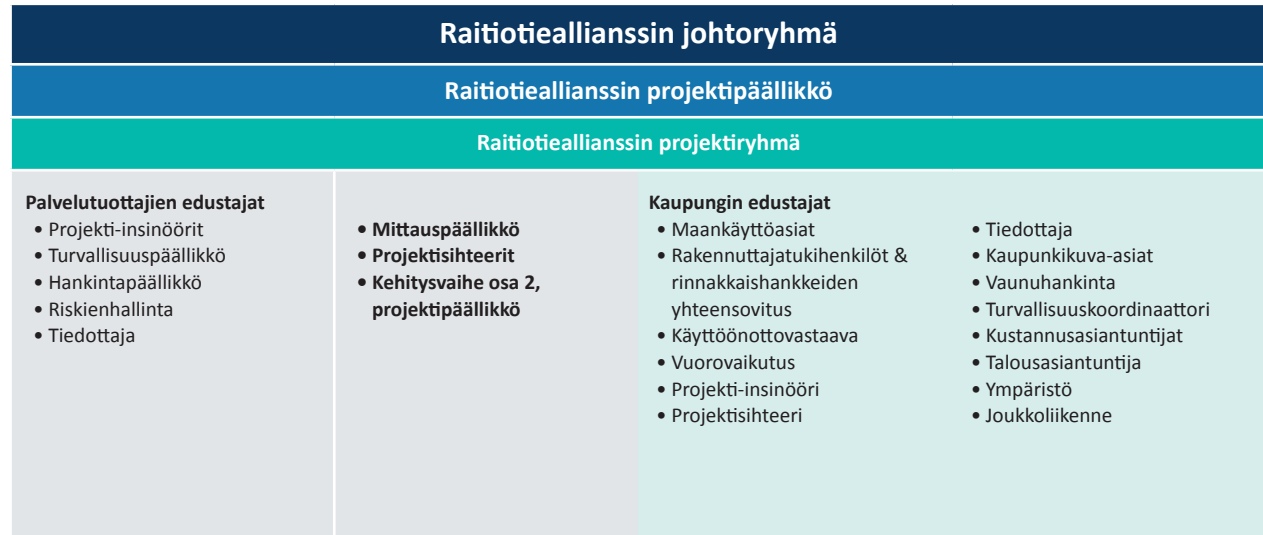 Raitiotieallianssin johtoryhmä
Raitiotieallianssin projektipäällikkö
Raitiotieallianssin projektiryhmä
Palvelutuottajien edustajat
• Projekti-insinöörit
• Turvallisuuspäällikkö
• Hankintapäällikkö
• Riskienhallinta
• Tiedottaja
• Mittauspäällikkö
• Projektisihteerit
• Kehitysvaihe osa 2,
projektipäällikkö
Kaupungin edustajat
• Maankäyttöasiat
• Rakennuttajatukihenkilöt &
rinnakkaishankkeiden
yhteensovitus
• Käyttöönottovastaava
• Vuorovaikutus
• Projekti-insinööri
• Projektisihteeri
• Tiedottaja
• Kaupunkikuva-asiat
• Vaunuhankinta
• Turvallisuuskoordinaattori
• Kustannusasiantuntijat
• Talousasiantuntija
• Ympäristö
• Joukkoliikenne